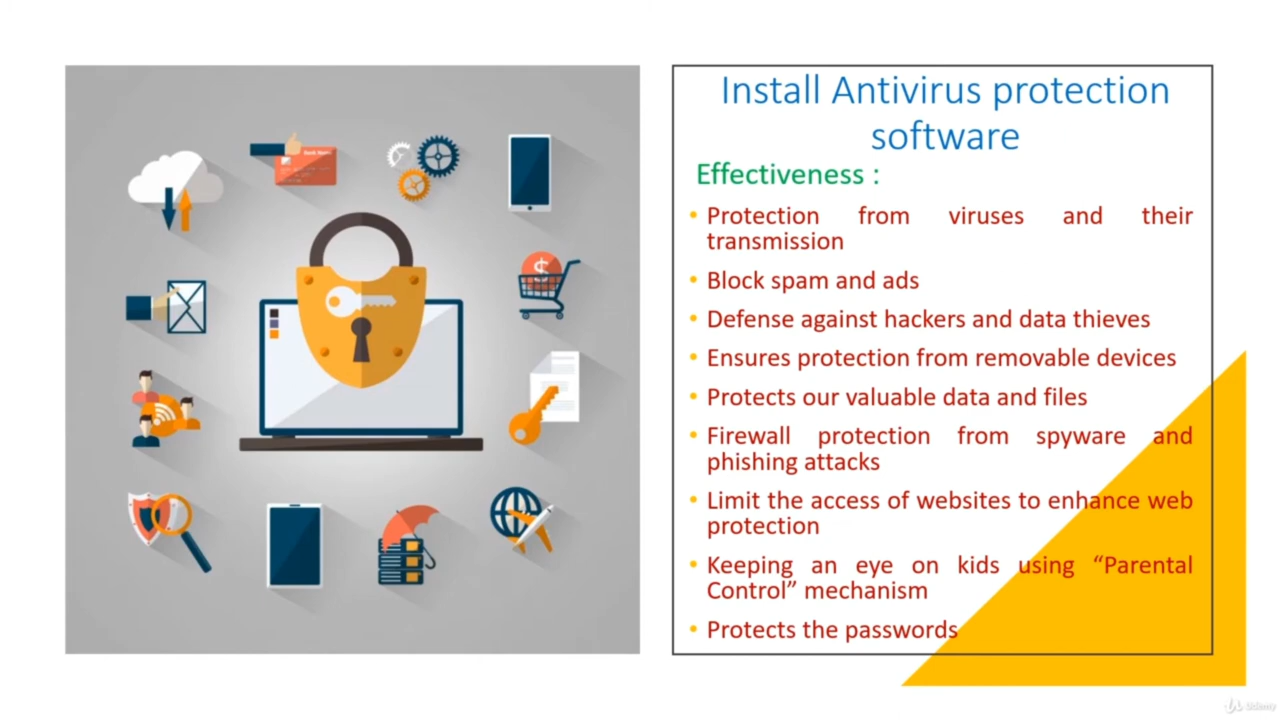 Install Antivirus protection
software
Effectiveness :
• Protection from viruses and their
transmission
• Block spam and ads
• Defense against hackers and data thieves
• Ensures protection from removable devices
• Protects our valuable data and files
• Firewall protection from spyware and
phishing attacks
• Limit the access of websites to enhance web
protection
• Keeping an eye on kids using “Parental
Control” mechanism
• Protects the passwords
Bank Name
Udemy